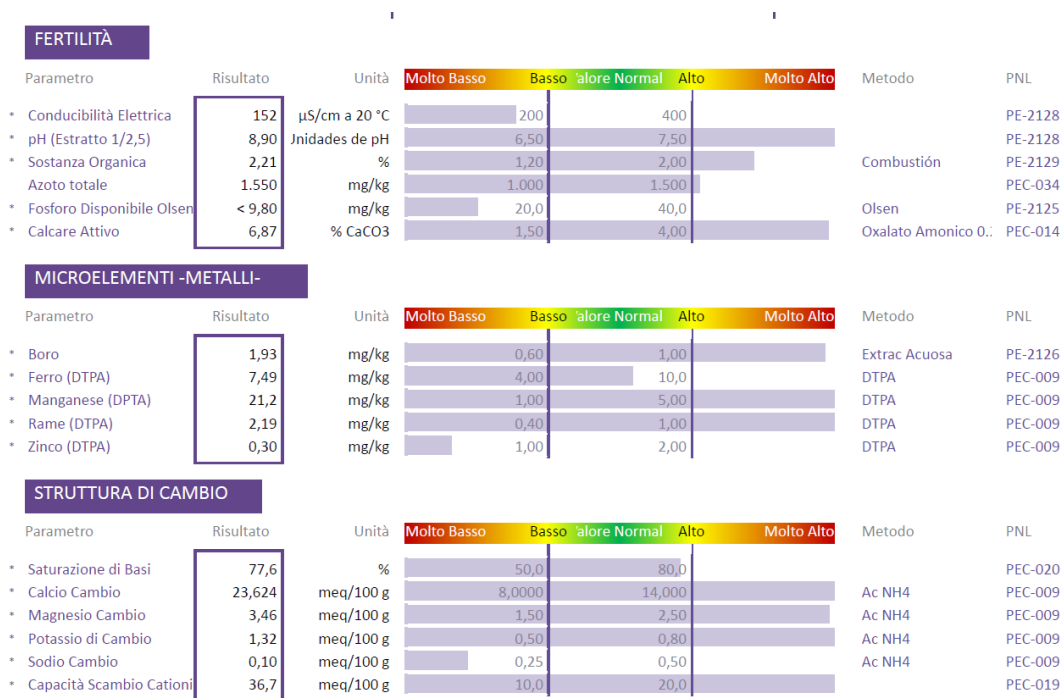 FERTILITÀ
Parametro Risultato Unità Molto Basso Basso 'alore Normal Alto Molto Alto Metodo PNL
* Conducibilità Elettrica 152 µS/cm a 20 °C 200 400 PE-2128
* pH (Estratto 1/2,5) 8,90 Jnidades de pH 6,50 7,50 PE-2128
* Sostanza Organica 2,21 % 1,20 2,00 Combustión PE-2129
Azoto totale 1.550 mg/kg 1.000 1.500 PEC-034
* Fosforo Disponibile Olsen < 9,80 mg/kg 20,0 40,0 Olsen PE-2125
* Calcare Attivo 6,87 % CaCO3 1,50 4,00 Oxalato Amonico 0.: PEC-014
MICROELEMENTI -METALLI-
Parametro Risultato Unità Molto Basso Basso 'alore Normal Alto Molto Alto Metodo PNL
* Boro 1,93 mg/kg 0,60 1,00 Extrac Acuosa PE-2126
* Ferro (DTPA) 7,49 mg/kg 4,00 10,0 DTPA PEC-009
* Manganese (DPTA) 21,2 mg/kg 1,00 5,00 DTPA PEC-009
* Rame (DTPA) 2,19 mg/kg 0,40 1,00 DTPA PEC-009
* Zinco (DTPA) 0,30 mg/kg 1,00 2,00 DTPA PEC-009
STRUTTURA DI CAMBIO
Parametro Risultato Unità Molto Basso Basso 'alore Normal Alto Molto Alto Metodo PNL
* Saturazione di Basi 77,6 % 50,0 80,0 PEC-020
* Calcio Cambio 23,624 meq/100 g 8,0000 14,000 Ac NH4 PEC-009
* Magnesio Cambio 3,46 meq/100 g 1,50 2,50 Ac NH4 PEC-009
* Potassio di Cambio 1,32 meq/100 g 0,50 0,80 Ac NH4 PEC-009
* Sodio Cambio 0,10 meq/100 g 0,25 0,50 Ac NH4 PEC-009
* Capacità Scambio Cationi 36,7 meq/100 g 10,0 20,0 PEC-019